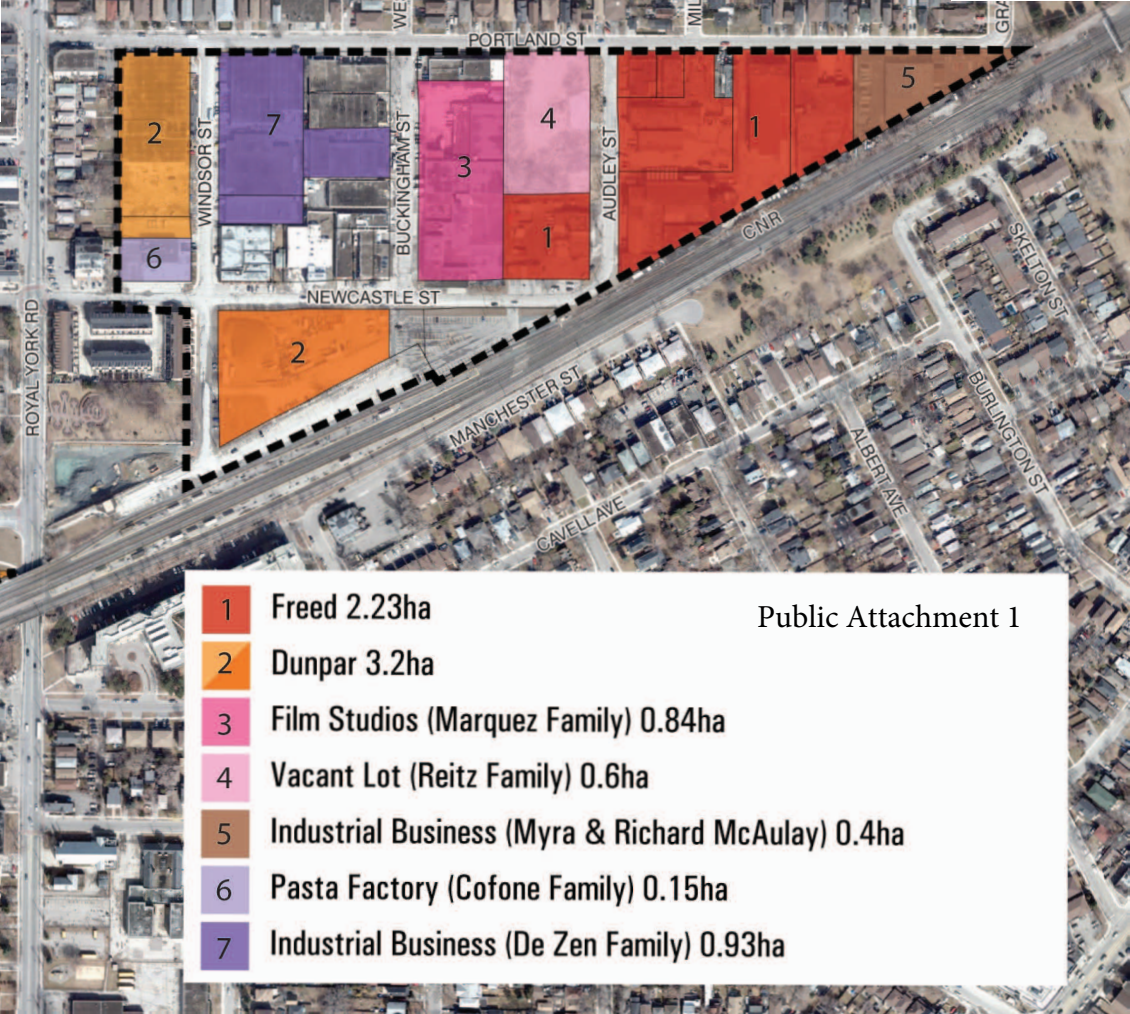 WE
MIL
GRA
PORTLAND ST
5
2
7
4
1
3
WINDSOR ST
BUCKINGHAM ST
AUDLEY ST
6
1
CNR
SKELTON ST
NEWCASTLE ST
ROYAL YORK RD
2
MANCHESTER ST
BURLINGTON ST
ALBERT AVE
CAVELL AVE
1 Freed 2.23ha
Public Attachment 1
2 Dunpar 3.2ha
3 Film Studios (Marquez Family) 0.84ha
4 Vacant Lot (Reitz Family) 0.6ha
5 Industrial Business (Myra & Richard McAulay) 0.4ha
6 Pasta Factory (Cofone Family) 0.15ha
7 Industrial Business (De Zen Family) 0.93ha